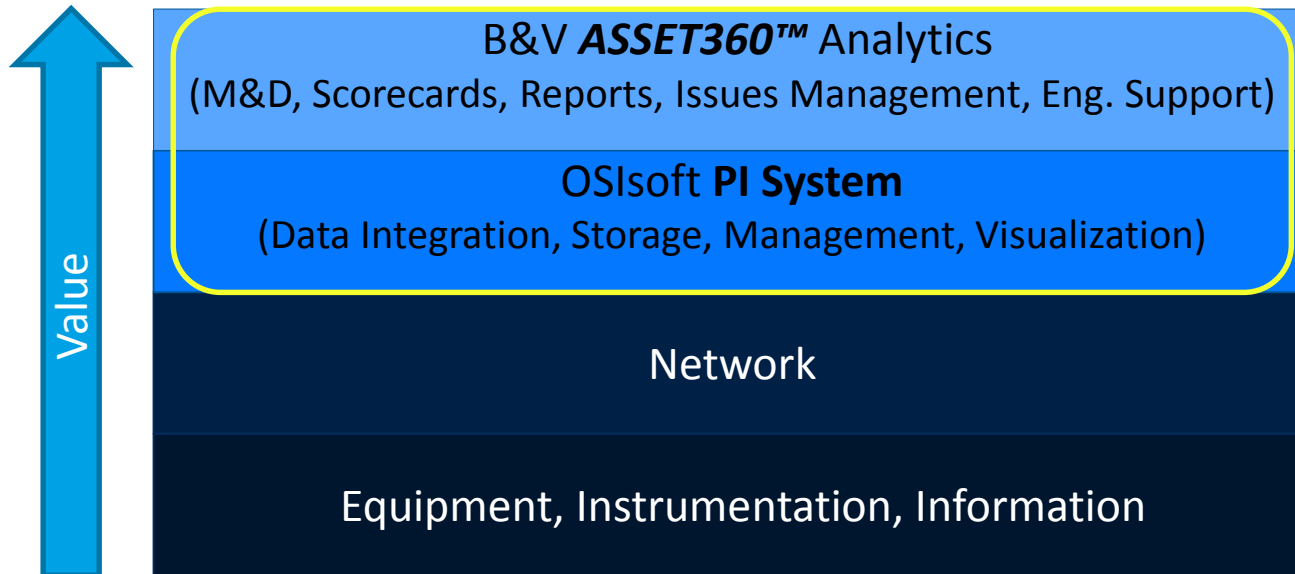 B&V ASSET360™ Analytics
(M&D, Scorecards, Reports, Issues Management, Eng. Support)
OSIsoft PI System
(Data Integration, Storage, Management, Visualization)
Value
Network
Equipment, Instrumentation, Information